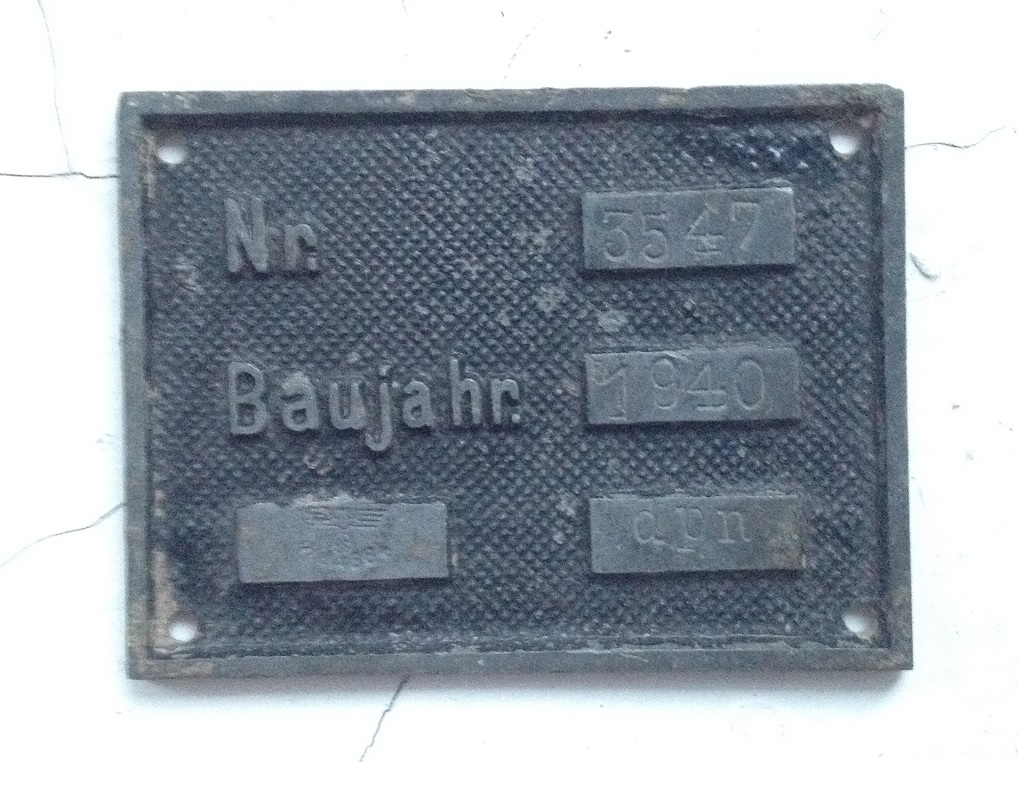 Nr. 3547
Baujahr. 1940
dpn